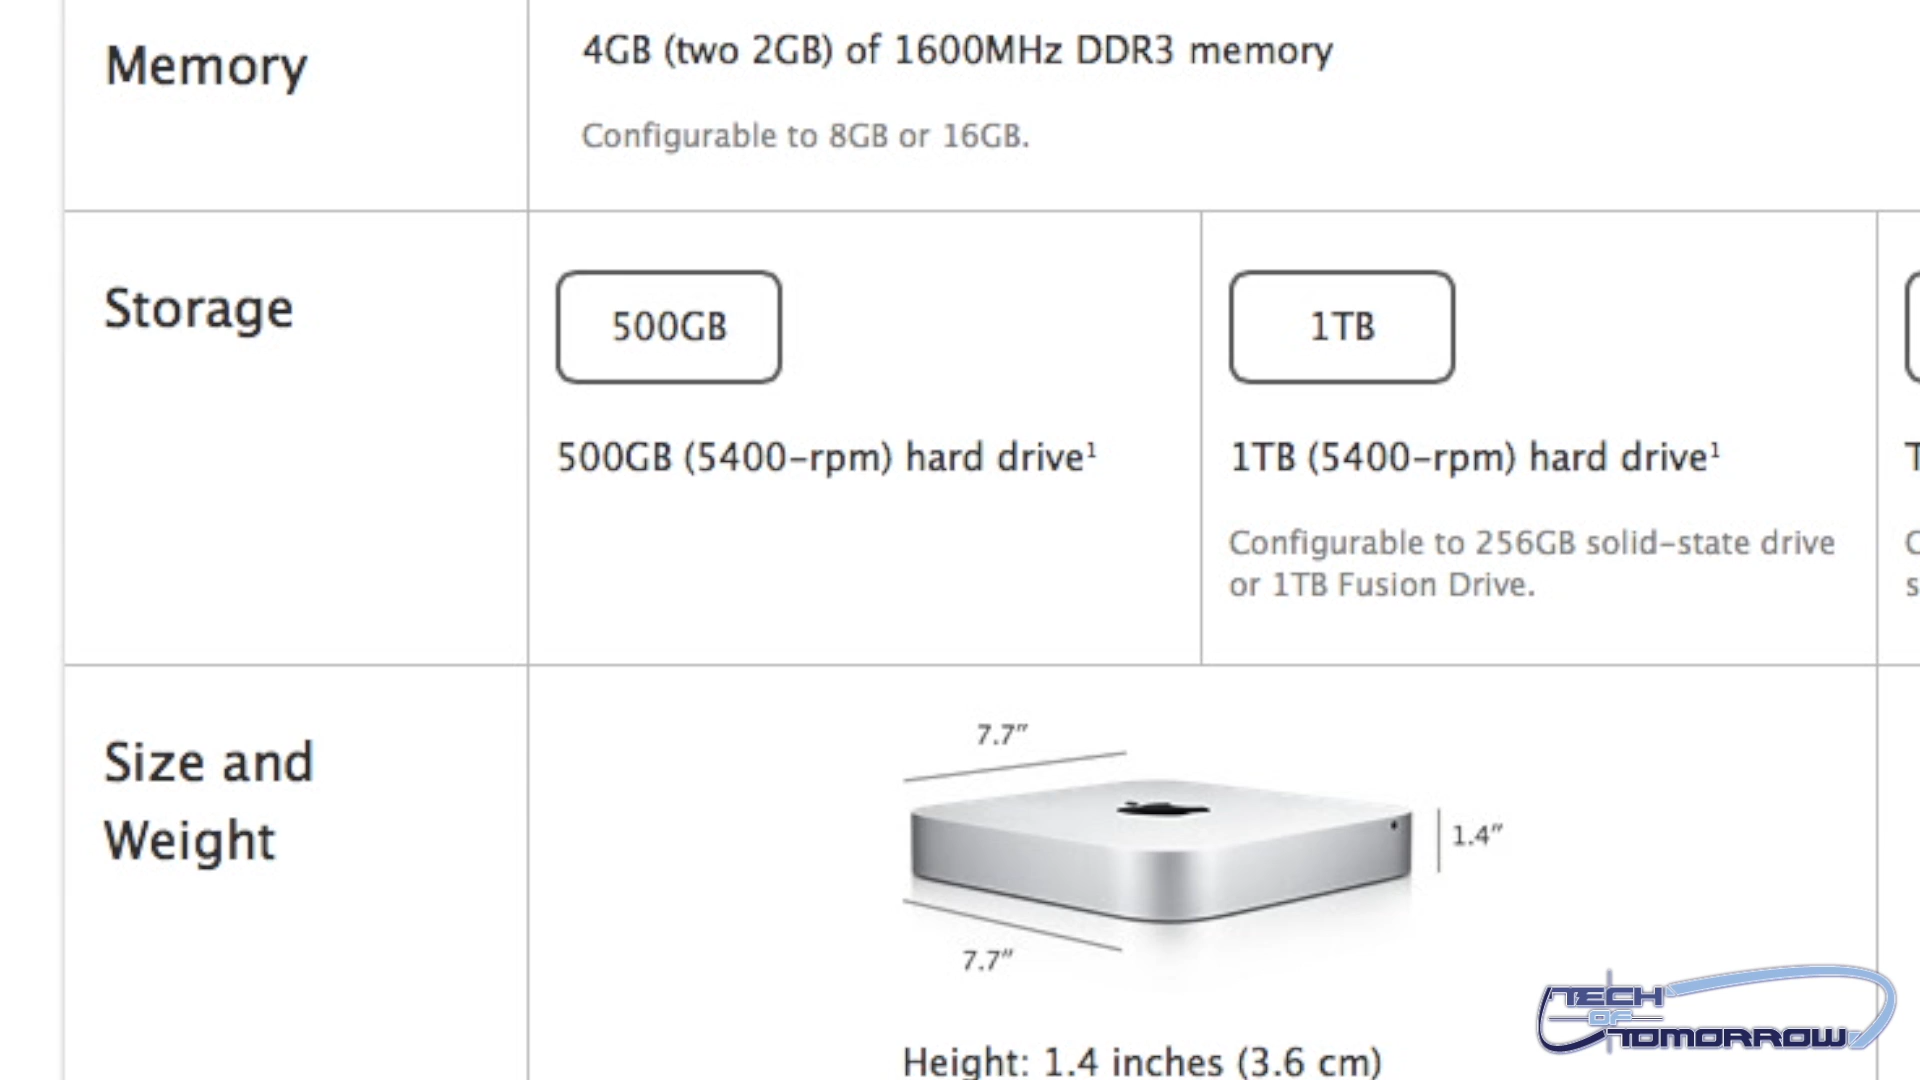 Memory
4GB (two 2GB) of 1600MHz DDR3 memory
Configurable to 8GB or 16GB.
Storage
500GB
1TB
500GB (5400-rpm) hard drive¹
1TB (5400-rpm) hard drive¹
Configurable to 256GB solid-state drive
or 1TB Fusion Drive.
Size and
Weight
7.7"
1.4"
7.7"
Height: 1.4 inches (3.6 cm)
TECH
OF
TOMORROW